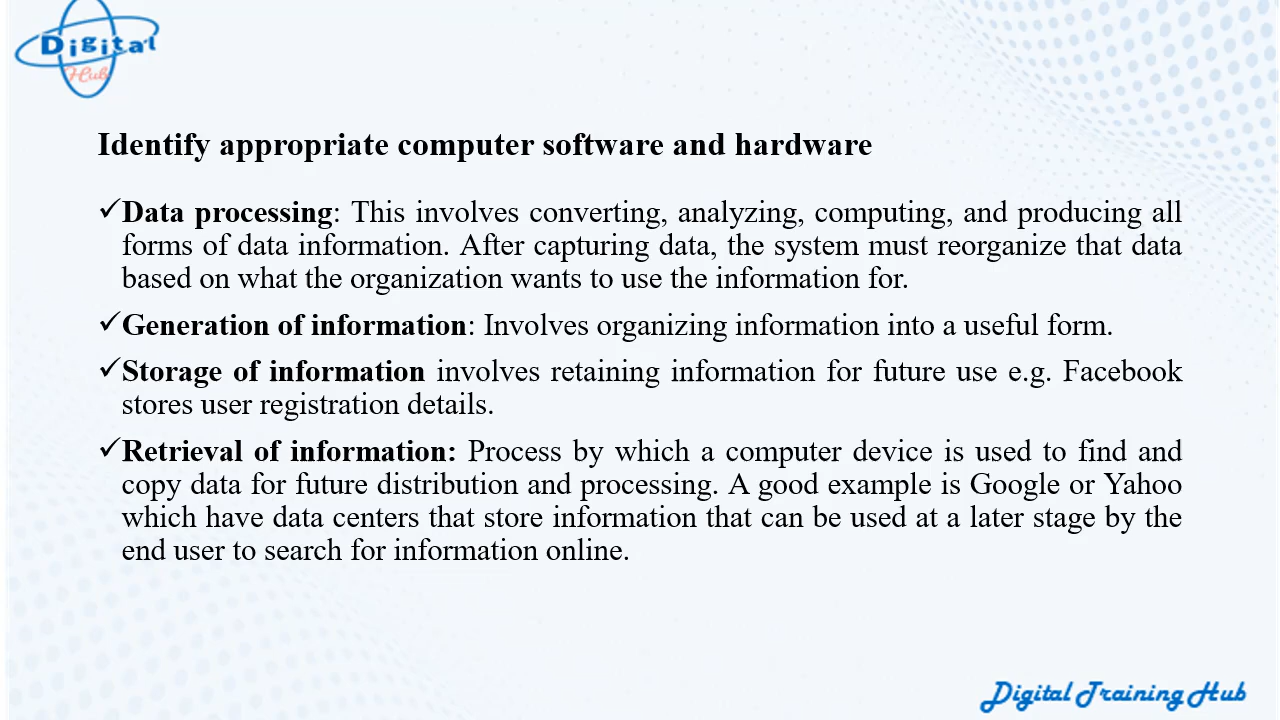 Digital
Hub
Identify appropriate computer software and hardware
✓Data processing: This involves converting, analyzing, computing, and producing all
forms of data information. After capturing data, the system must reorganize that data
based on what the organization wants to use the information for.
✓Generation of information: Involves organizing information into a useful form.
✓Storage of information involves retaining information for future use e.g. Facebook
stores user registration details.
✓Retrieval of information: Process by which a computer device is used to find and
copy data for future distribution and processing. A good example is Google or Yahoo
which have data centers that store information that can be used at a later stage by the
end user to search for information online.
Digital Training Hub